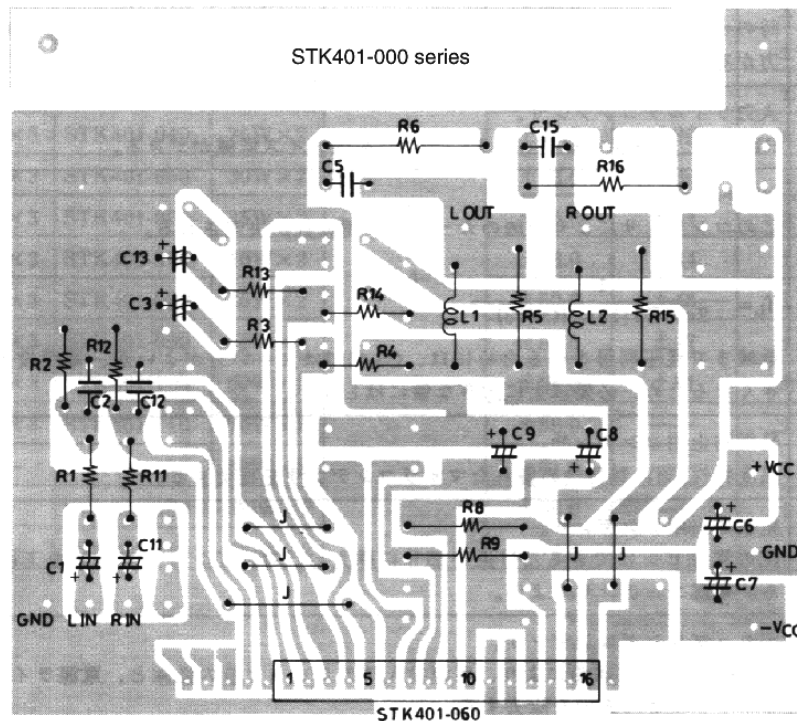 STK401-000 series
R6 C15
C5 R16
L OUT R OUT
C13 R13
C3 R14
R3 L1 R5 L2 R15
R2 R12 R4
C2 C12
C9 C8
R1 R11 +VCC
J R8 C6
C1 C11 J R9 J J GND
J C7
GND LIN RIN -VCC
1 5 10 16
STK401-060